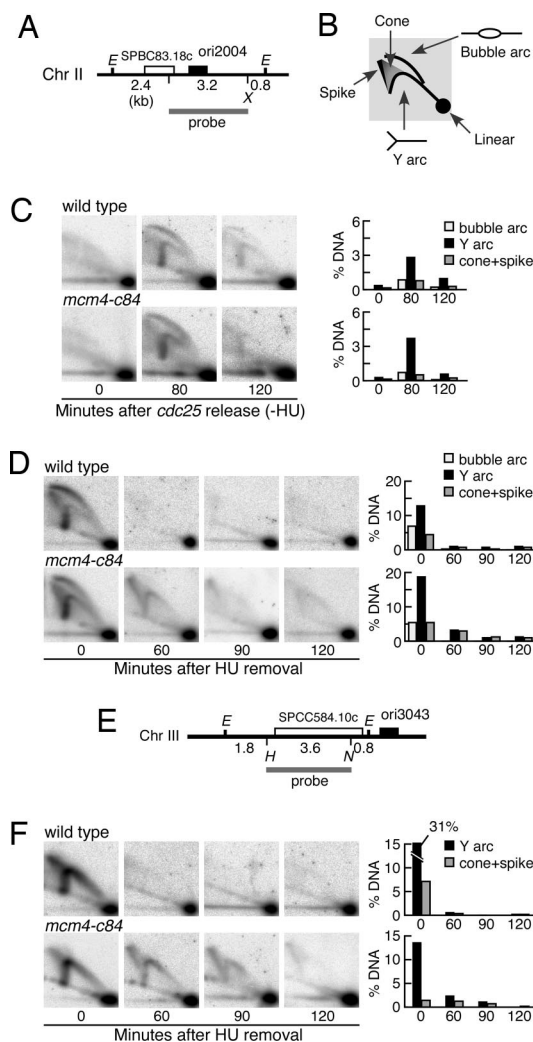 A
E SPBC83.18c ori2004 E
Chr II
2.4 3.2 0.8
(kb) X
probe
B
Cone
Bubble arc
Spike
Linear
Y arc
C
wild type
mcm4-c84
0 80 120
Minutes after cdc25 release (-HU)
% DNA
6
3
0
0 80 120
bubble arc
Y arc
cone+spike
% DNA
6
3
0
0 80 120
D
wild type
mcm4-c84
0 60 90 120
Minutes after HU removal
% DNA
20
10
0
0 60 90 120
bubble arc
Y arc
cone+spike
% DNA
20
10
0
0 60 90 120
E
SPCC584.10c ori3043
E E
Chr III
1.8 3.6 0.8
H N
probe
F
wild type
mcm4-c84
0 60 90 120
Minutes after HU removal
31%
% DNA
15
10
5
0
0 60 90 120
Y arc
cone+spike
% DNA
15
10
5
0
0 60 90 120